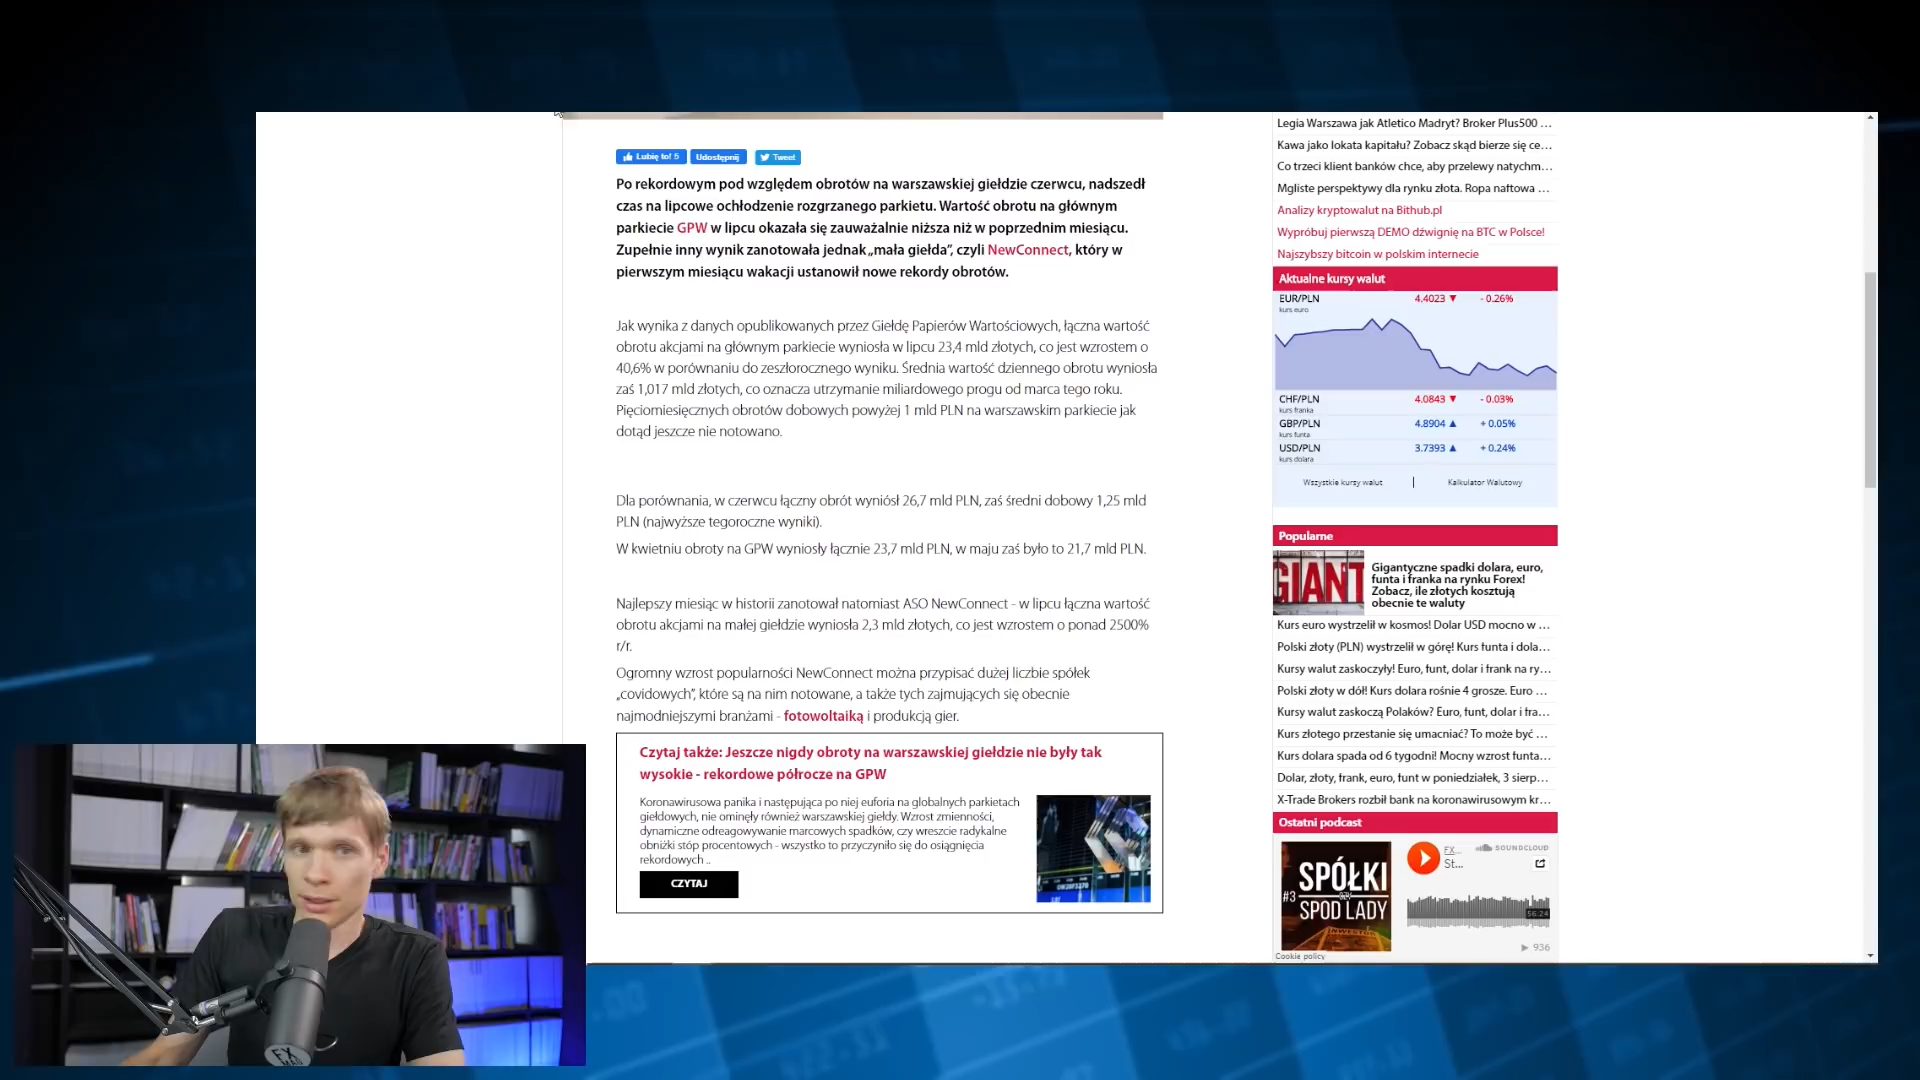 Lubię to! 5
Udostępnij
Tweet
Po rekordowym pod względem obrotów na warszawskiej giełdzie czerwcu, nadszedł
czas na lipcowe ochłodzenie rozgrzanego parkietu. Wartość obrotu na głównym
parkiecie GPW w lipcu okazała się zauważalnie niższa niż w poprzednim miesiącu.
Zupełnie inny wynik zanotowała jednak „mała giełda”, czyli NewConnect, który w
pierwszym miesiącu wakacji ustanowił nowe rekordy obrotów.
Jak wynika z danych opublikowanych przez Giełdę Papierów Wartościowych, łączna wartość
obrotu akcjami na głównym parkiecie wyniosła w lipcu 23,4 mld złotych, co jest wzrostem o
40,6% w porównaniu do zeszłorocznego wyniku. Średnia wartość dziennego obrotu wyniosła
zaś 1,017 mld złotych, co oznacza utrzymanie miliardowego progu od marca tego roku.
Pięciomiesięcznych obrotów dobowych powyżej 1 mld PLN na warszawskim parkiecie jak
dotąd jeszcze nie notowano.
Dla porównania, w czerwcu łączny obrót wyniósł 26,7 mld PLN, zaś średni dobowy 1,25 mld
PLN (najwyższe tegoroczne wyniki).
W kwietniu obroty na GPW wyniosły łącznie 23,7 mld PLN, w maju zaś było to 21,7 mld PLN.
Najlepszy miesiąc w historii zanotował natomiast ASO NewConnect - w lipcu łączna wartość
obrotu akcjami na małej giełdzie wyniosła 2,3 mld złotych, co jest wzrostem o ponad 2500%
r/r.
Ogromny wzrost popularności NewConnect można przypisać dużej liczbie spółek
„covidowych”, które są na nim notowane, a także tych zajmujących się obecnie
najmodniejszymi branżami - fotowoltaiką i produkcją gier.
Czytaj także: Jeszcze nigdy obroty na warszawskiej giełdzie nie były tak
wysokie - rekordowe półrocze na GPW
Koronawirusowa panika i następująca po niej euforia na globalnych parkietach
giełdowych, nie ominęły również warszawskiej giełdy. Wzrost zmienności,
dynamiczne odreagowywanie marcowych spadków, czy wreszcie radykalne
obniżki stóp procentowych - wszystko to przyczyniło się do osiągnięcia
rekordowych ..
CZYTAJ
Legia Warszawa jak Atletico Madryt? Broker Plus500 ...
Kawa jako lokata kapitału? Zobacz skąd bierze się ce...
Co trzeci klient banków chce, aby przelewy natychm...
Mgliste perspektywy dla rynku złota. Ropa naftowa ...
Analizy kryptowalut na Bithub.pl
Wypróbuj pierwszą DEMO dźwignię na BTC w Polsce!
Najszybszy bitcoin w polskim internecie
Aktualne kursy walut
EUR/PLN 4.4023 ▼ - 0.26%
kurs euro
CHF/PLN 4.0843 ▼ - 0.03%
kurs franka
GBP/PLN 4.8904 ▲ + 0.05%
kurs funta
USD/PLN 3.7393 ▲ + 0.24%
kurs dolara
Wszystkie kursy walut | Kalkulator Walutowy
Popularne
GIANT
Gigantyczne spadki dolara, euro,
funta i franka na rynku Forex!
Zobacz, ile złotych kosztują
obecnie te waluty
Kurs euro wystrzelił w kosmos! Dolar USD mocno w ...
Polski złoty (PLN) wystrzelił w górę! Kurs funta i dola...
Kursy walut zaskoczyły! Euro, funt, dolar i frank na ry...
Polski złoty w dół! Kurs dolara rośnie 4 grosze. Euro ...
Kursy walut zaskoczą Polaków? Euro, funt, dolar i fra...
Kurs złotego przestanie się umacniać? To może być ...
Kurs dolara spada od 6 tygodni! Mocny wzrost funta...
Dolar, złoty, frank, euro, funt w poniedziałek, 3 sierp...
X-Trade Brokers rozbił bank na koronawirusowym kr...
Ostatni podcast
SPÓŁKI
#3
SPOD LADY
FX...
St...
SOUNDCLOUD
56:24
936
Cookie policy
FX
MAG